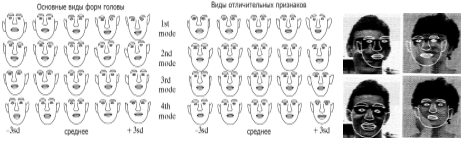 Основные виды форм головы
Виды отличительных признаков
1st
mode
2nd
mode
3rd
mode
4th
mode
-3sd среднее +3sd
-3sd среднее +3sd